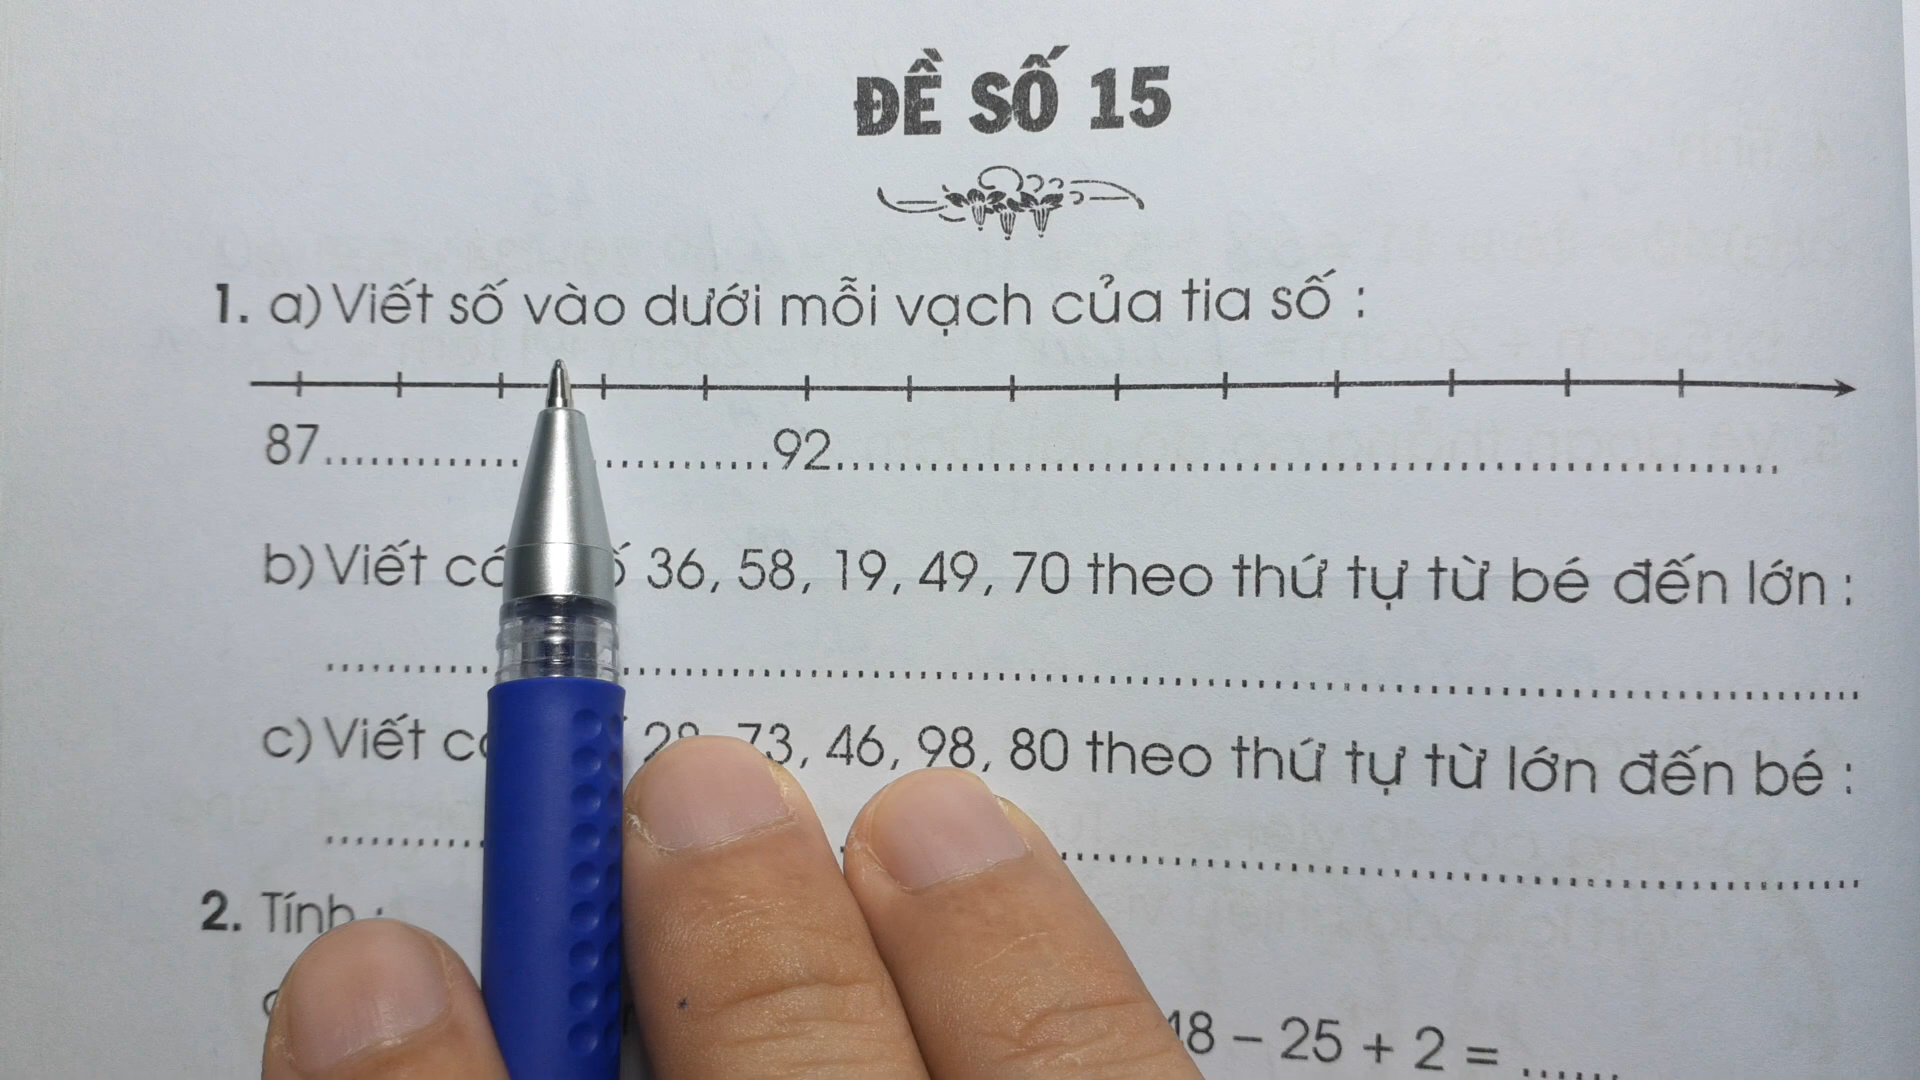 ĐỀ SỐ 15
1. a) Viết số vào dưới mỗi vạch của tia số :
87.......................92..............................................................
b) Viết 36, 58, 19, 49, 70 theo thứ tự từ bé đến lớn :
c) Viết 73, 46, 98, 80 theo thứ tự từ lớn đến bé :
2. Tính :
– 25 + 2 = ......